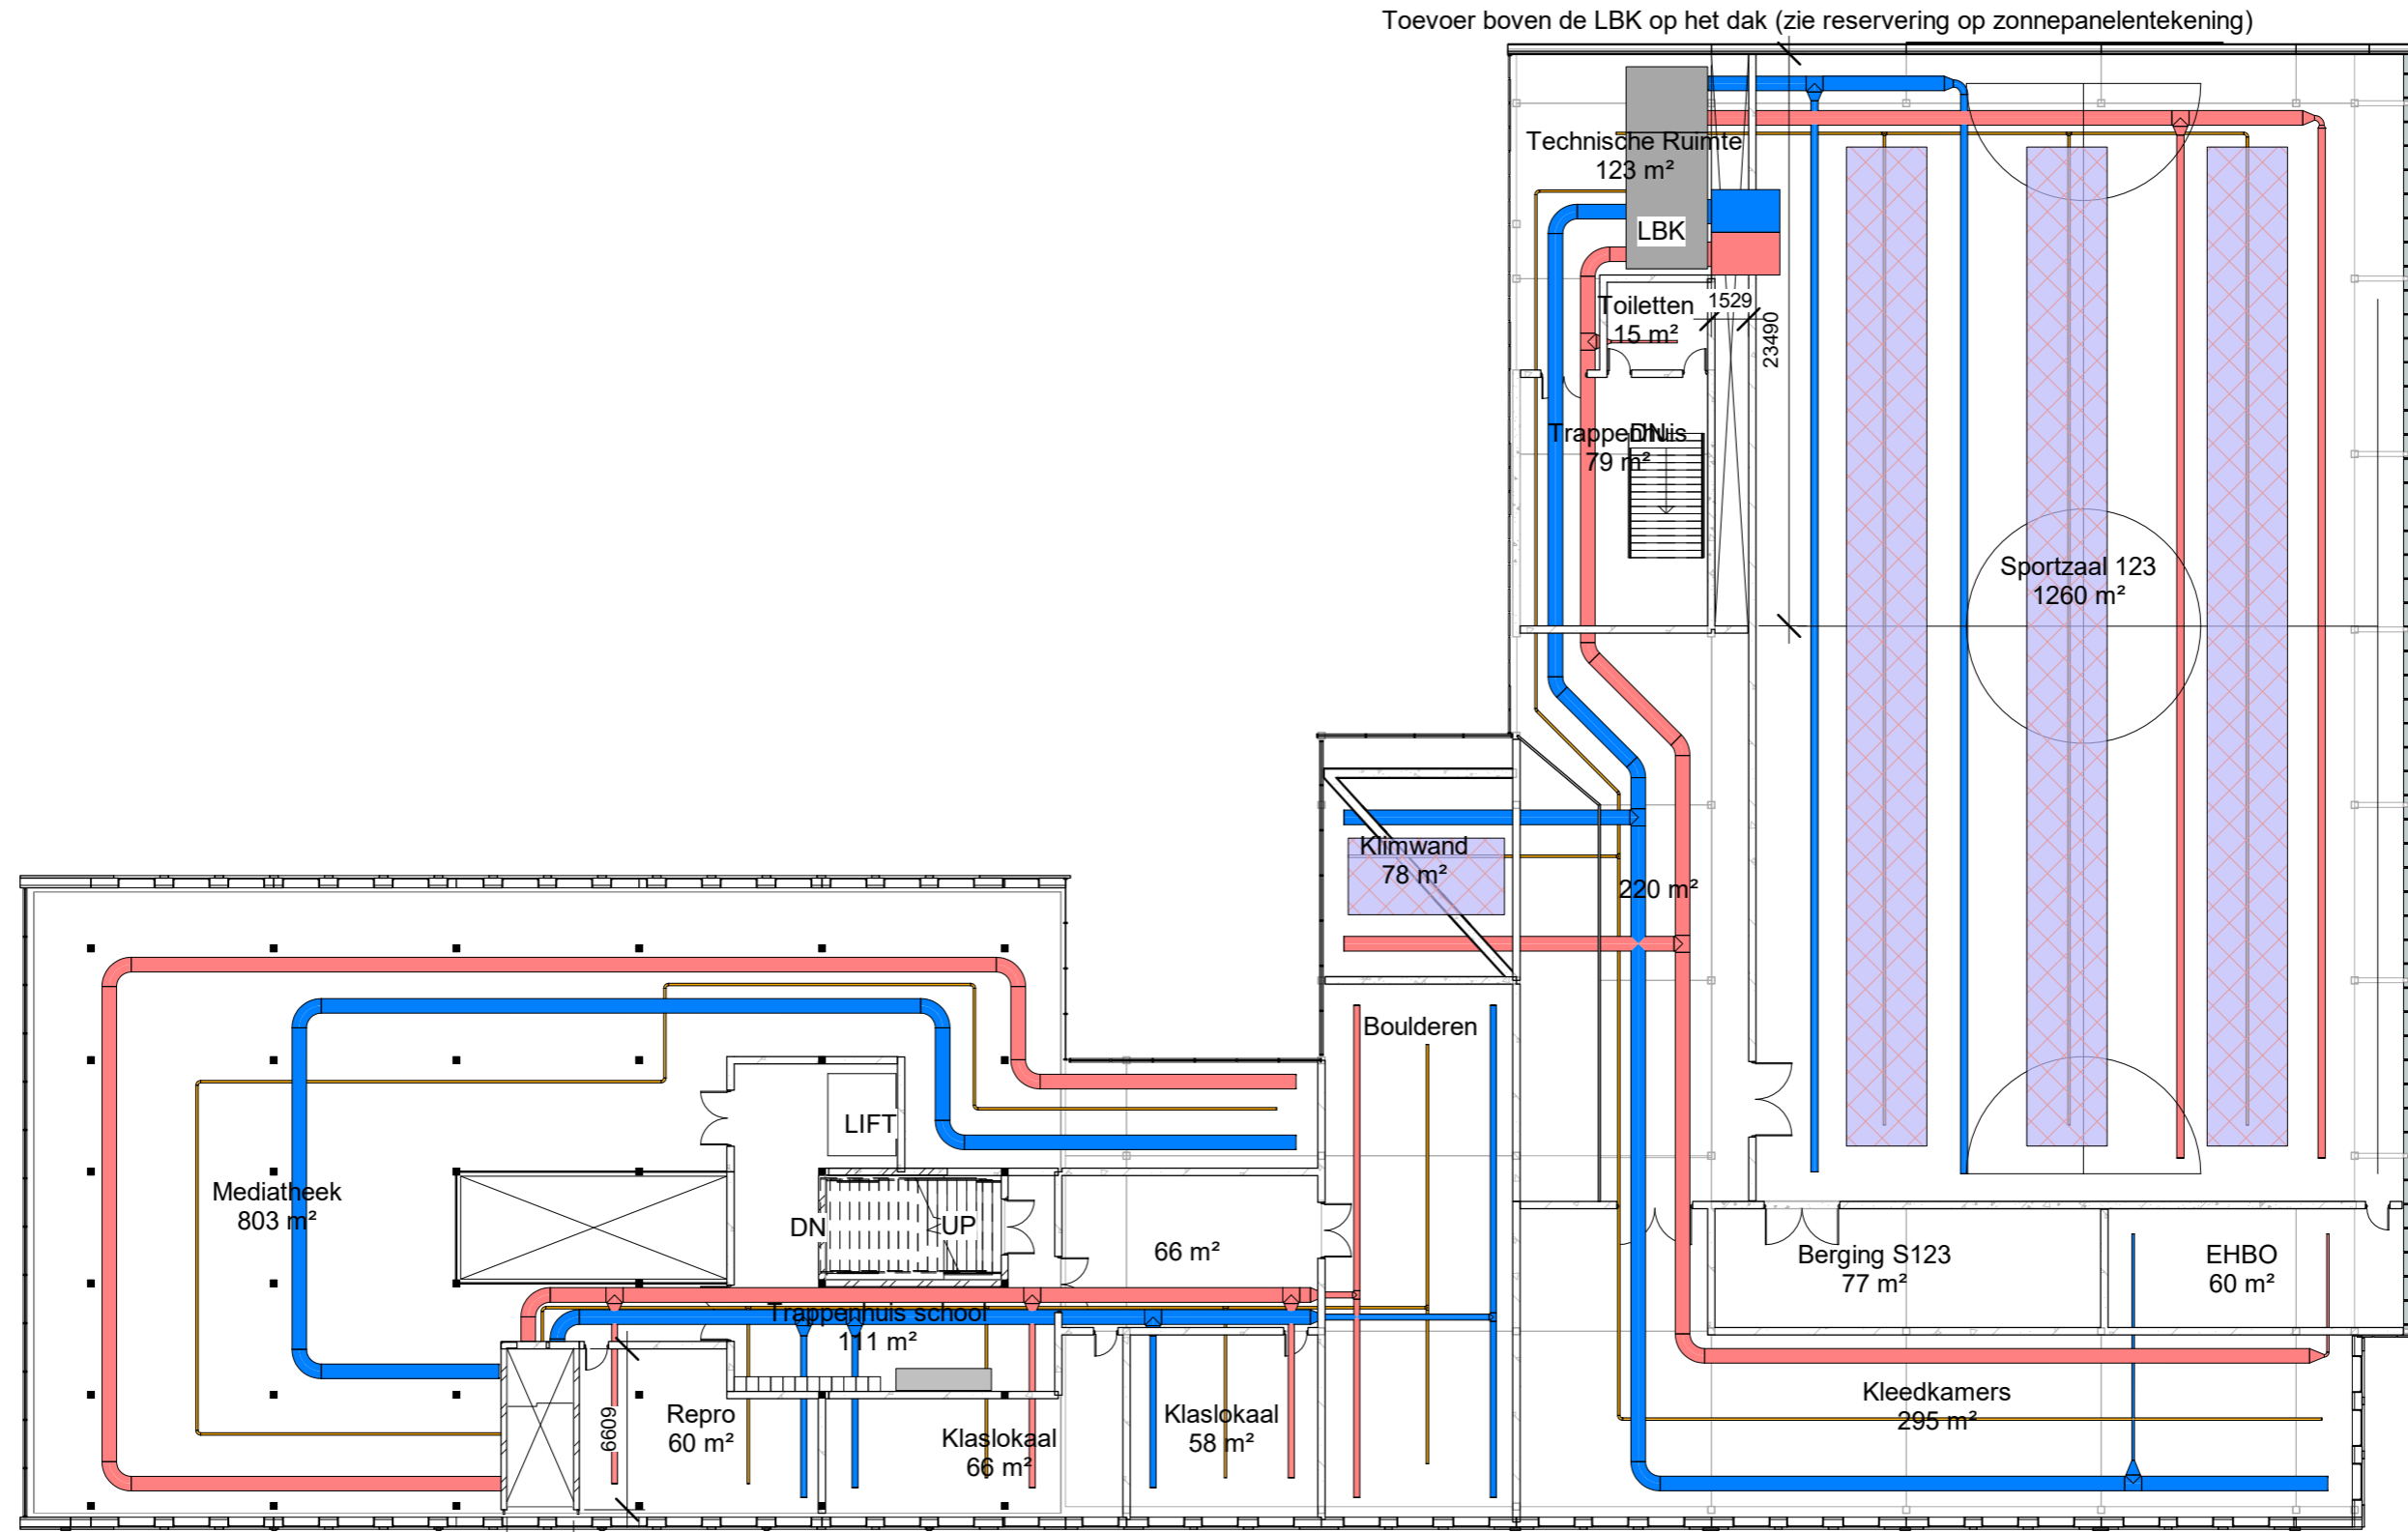 Toevoer boven de LBK op het dak (zie reservering op zonnepanelentekening)
Technische Ruimte
123 m²
LBK
Toiletten
15 m²
1529
23490
Trappenhuis
79 m²
DN
Sportzaal 123
1260 m²
Klimwand
78 m²
220 m²
Boulderen
LIFT
Mediatheek
803 m²
DN
UP
66 m²
Berging S123
77 m²
EHBO
60 m²
Trappenhuis school
111 m²
Kleedkamers
295 m²
6609
Repro
60 m²
Klaslokaal
66 m²
Klaslokaal
58 m²